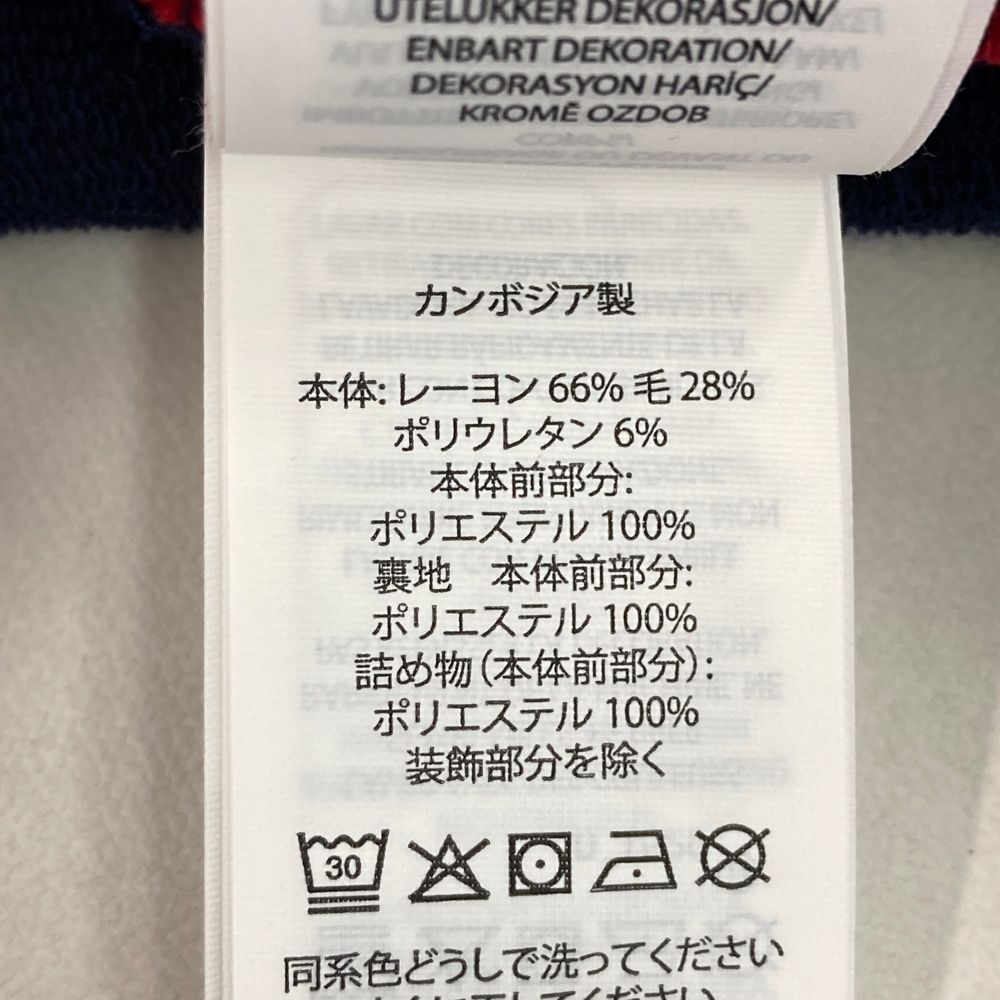 UTELUKKER DEKORASJON/
ENBART DEKORATION/
DEKORASYON HARİÇ/
KROMĚ OZDOB
カンボジア製
本体: レーヨン 66% 毛 28%
ポリウレタン 6%
本体前部分:
ポリエステル 100%
裏地　本体前部分:
ポリエステル 100%
詰め物（本体前部分）:
ポリエステル 100%
装飾部分を除く
30
同系色どうしで洗ってください